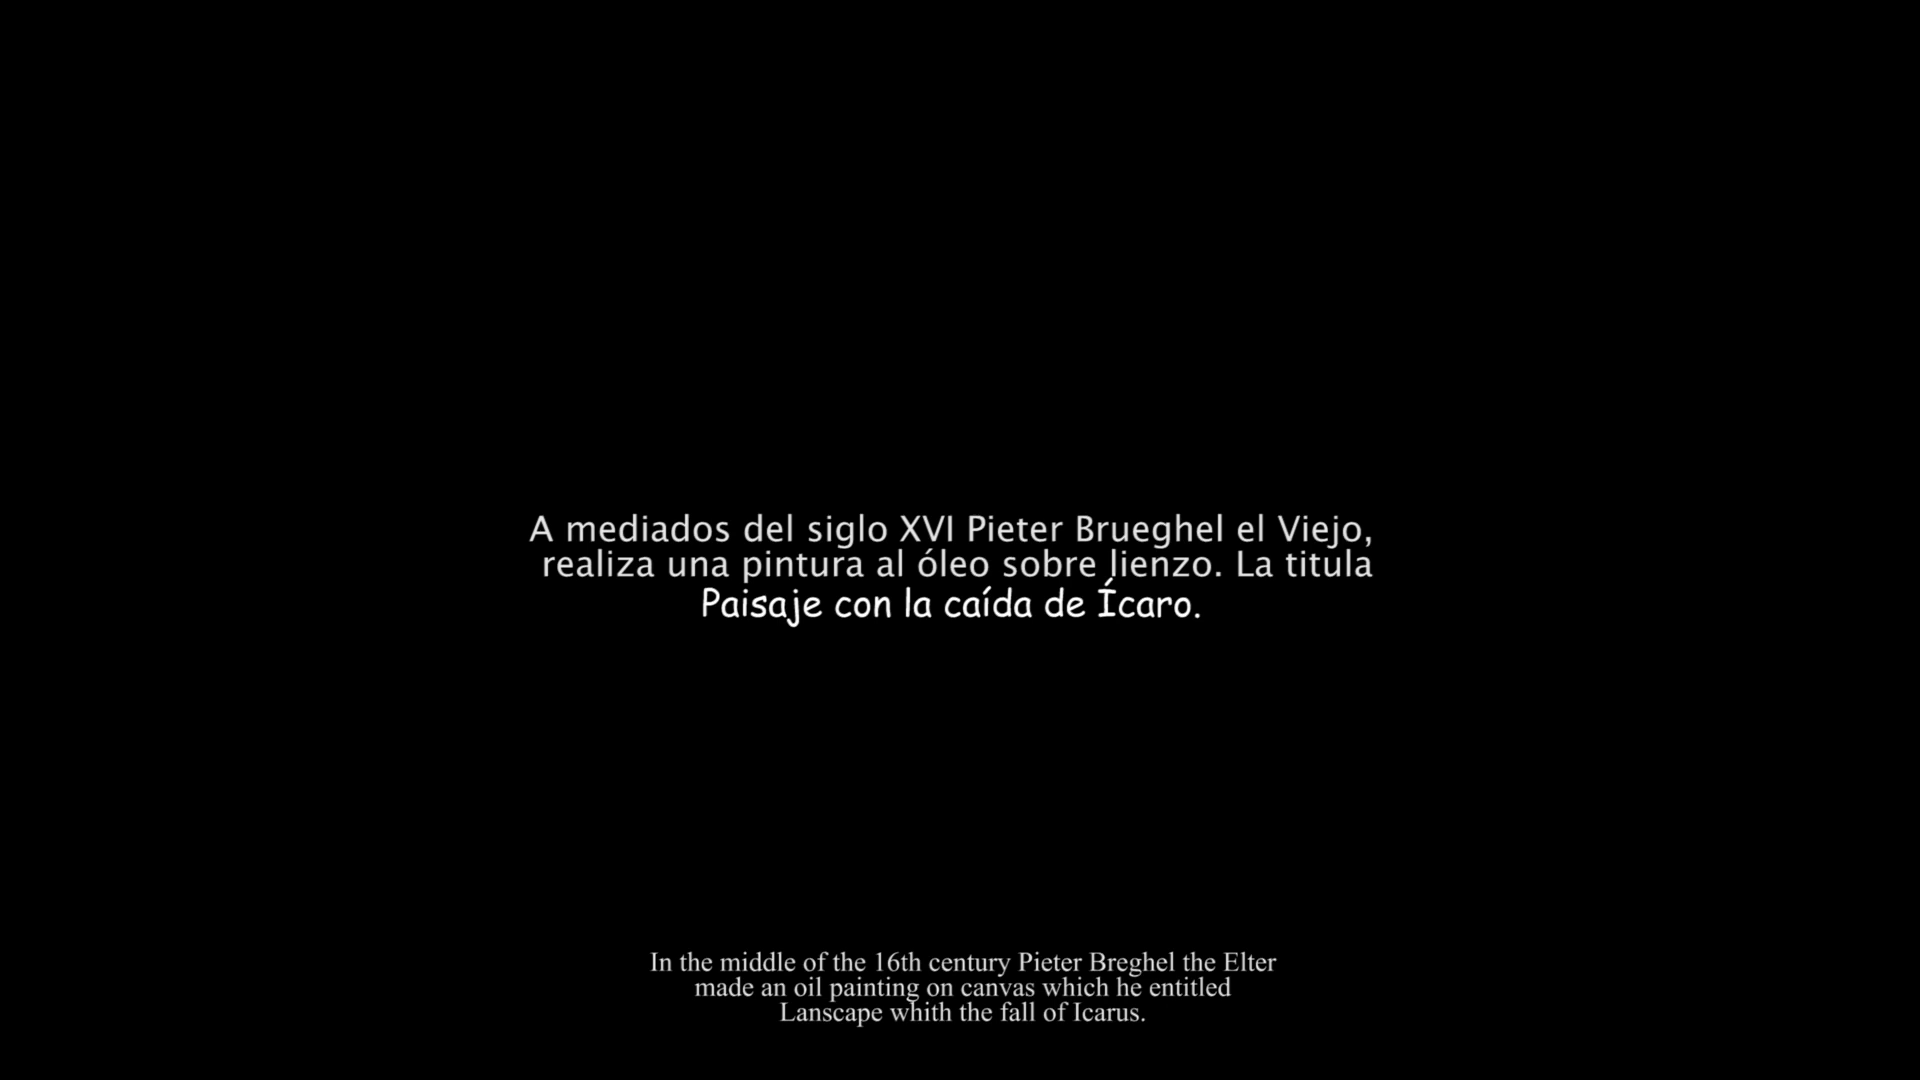 A mediados del siglo XVI Pieter Brueghel el Viejo,
realiza una pintura al óleo sobre lienzo. La titula
Paisaje con la caída de Ícaro.
In the middle of the 16th century Pieter Breghel the Elter
made an oil painting on canvas which he entitled
Lanscape whith the fall of Icarus.